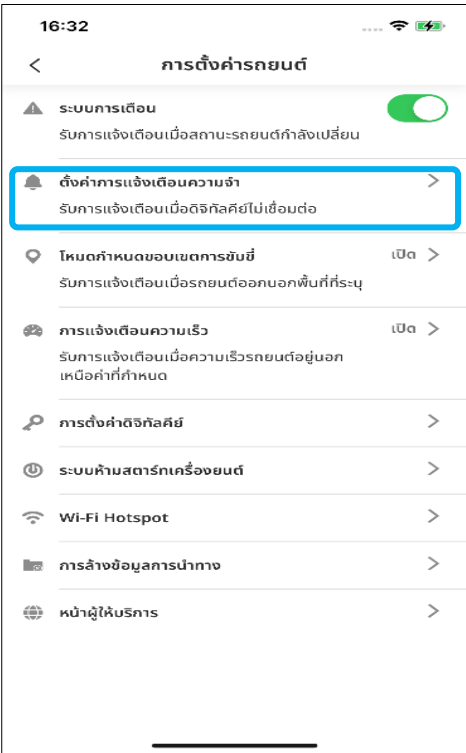 16:32
การตั้งค่ารถยนต์
ระบบการเตือน
รับการแจ้งเตือนเมื่อสถานะรถยนต์กำลังเปลี่ยน
ตั้งค่าการแจ้งเตือนความจำ
รับการแจ้งเตือนเมื่อดิจิทัลคีย์ไม่เชื่อมต่อ
โหมดกำหนดขอบเขตการขับขี่ เปิด
รับการแจ้งเตือนเมื่อรถยนต์ออกนอกพื้นที่ที่ระบุ
การแจ้งเตือนความเร็ว เปิด
รับการแจ้งเตือนเมื่อความเร็วรถยนต์อยู่นอก
เหนือค่าที่กำหนด
การตั้งค่าดิจิทัลคีย์
ระบบห้ามสตาร์ทเครื่องยนต์
Wi-Fi Hotspot
การล้างข้อมูลการนำทาง
หน้าผู้ให้บริการ